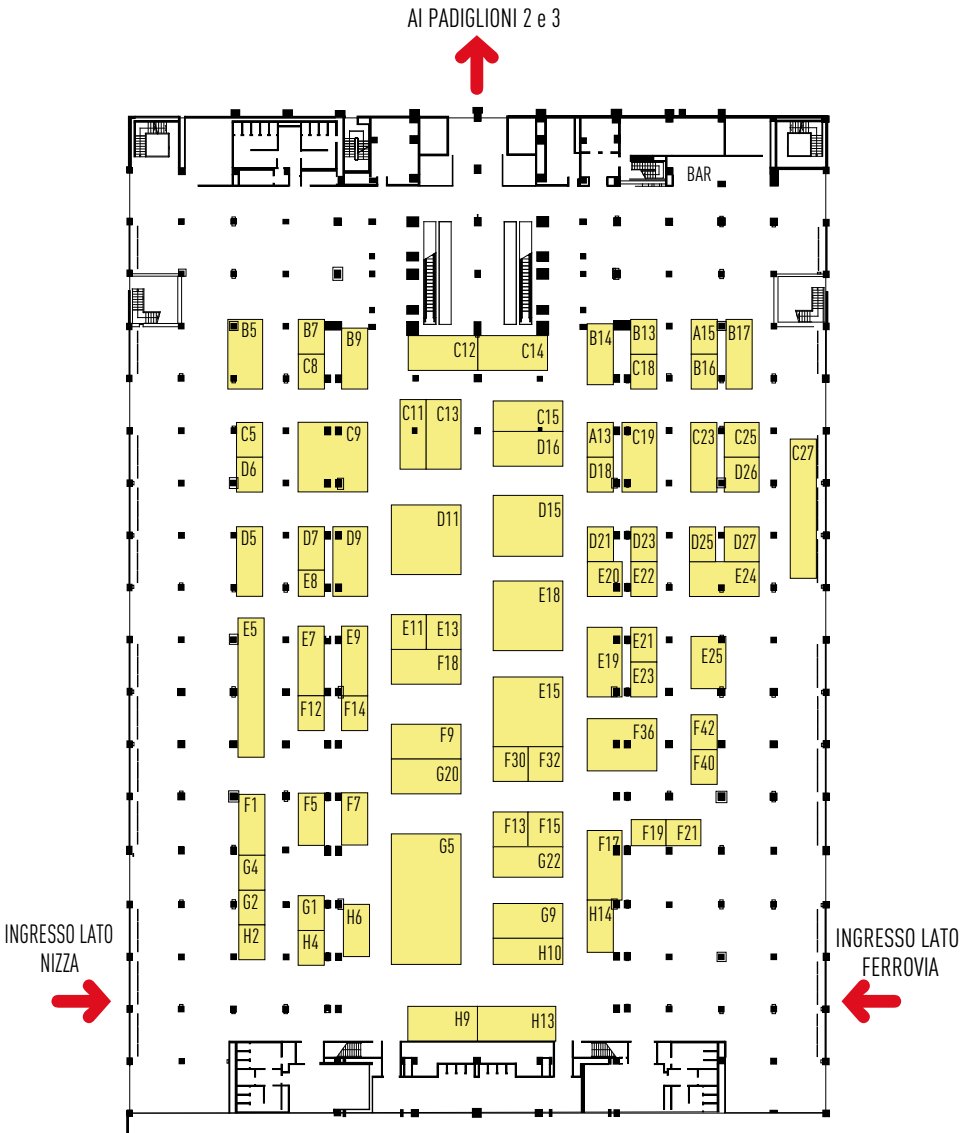 AI PADIGLIONI 2 e 3
BAR
B5
B7
B9
B14
B13
A15
B17
C8
C12
C14
C18
B16
C11
C13
C15
C5
C9
A13
C19
C23
C25
D6
D16
D18
D26
C27
D11
D15
D5
D7
D9
D21
D23
D25
D27
E8
E20
E22
E24
E18
E5
E7
E9
E11
E13
E21
E19
E25
F18
E23
E15
F12
F14
F9
F36
F42
F30
F32
F40
G20
F1
F5
F7
F13
F15
F19
F21
G5
F17
G4
G22
G2
G1
H6
G9
H14
H2
H4
H10
INGRESSO LATO
NIZZA
INGRESSO LATO
FERROVIA
H9
H13